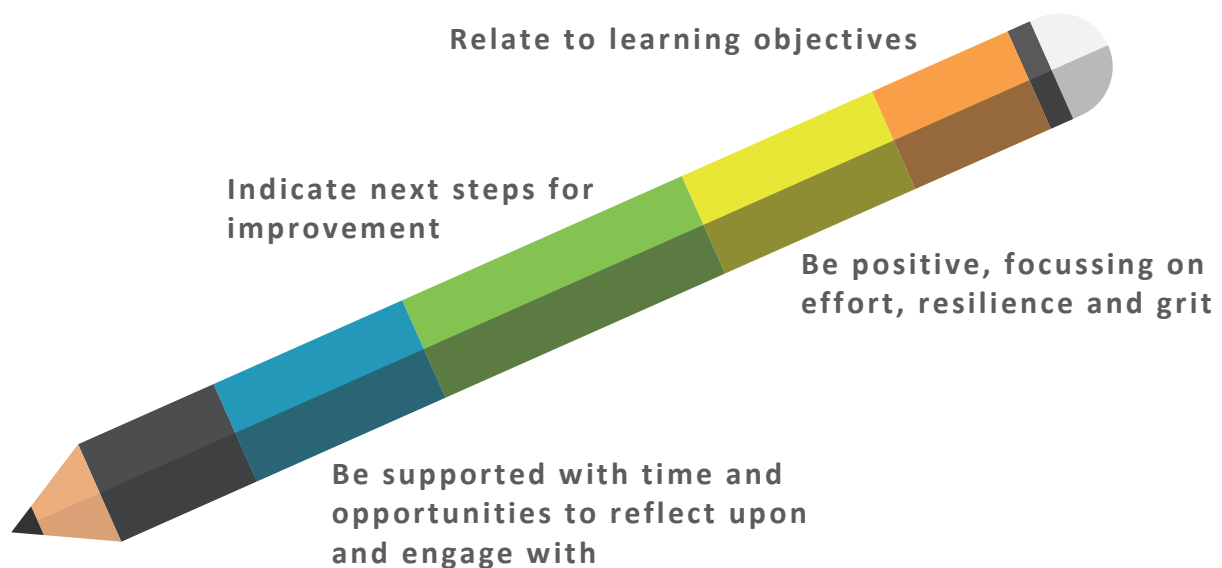 Relate to learning objectives
Indicate next steps for
improvement
Be positive, focussing on
effort, resilience and grit
Be supported with time and
opportunities to reflect upon
and engage with